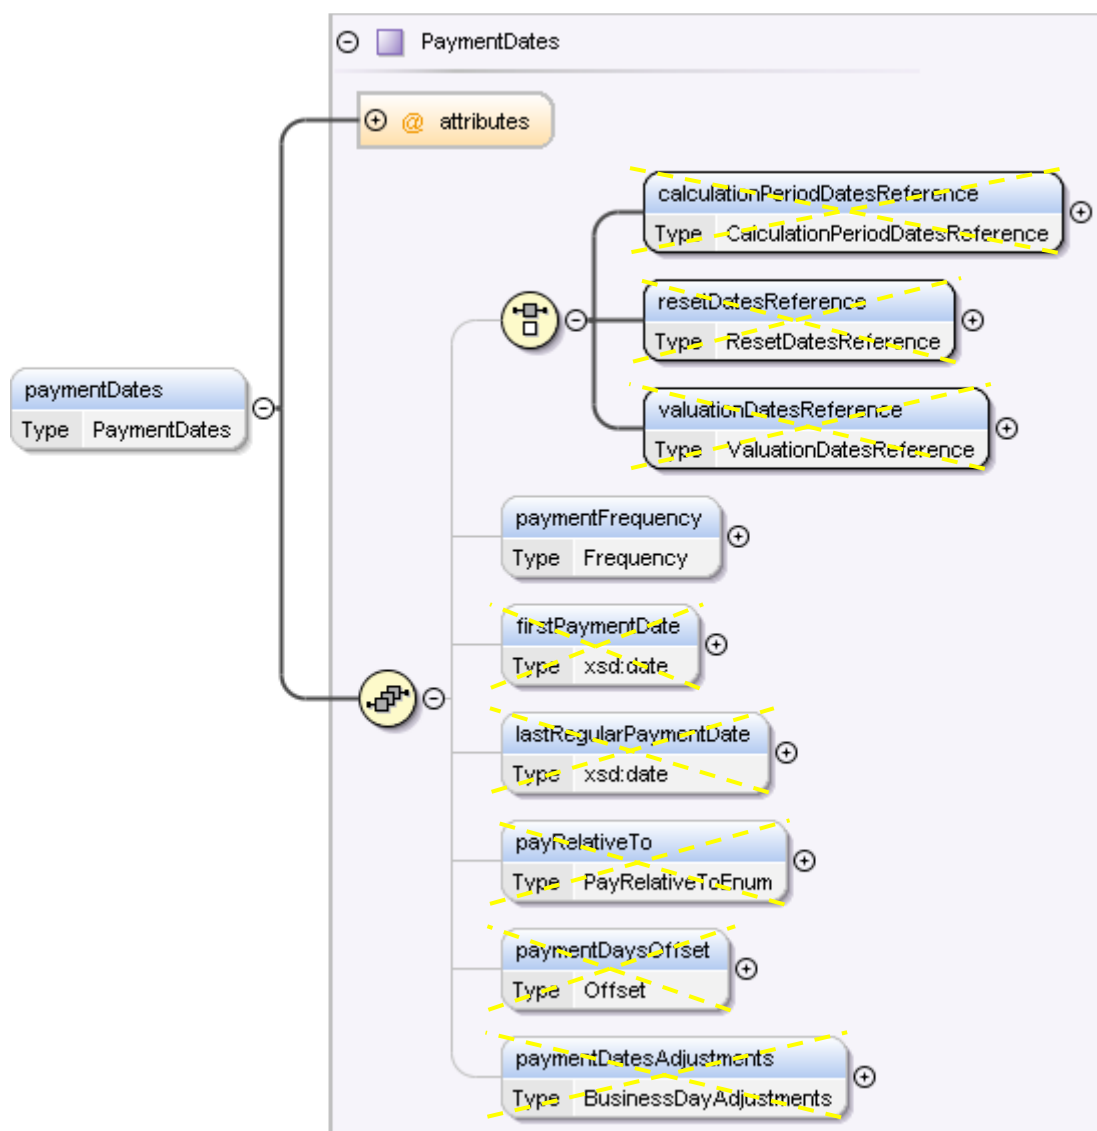 PaymentDates
@ attributes
calculationPeriodDatesReference
Type CalculationPeriodDatesReference
resetDatesReference
Type ResetDatesReference
paymentDates
Type PaymentDates
valuationDatesReference
Type ValuationDatesReference
paymentFrequency
Type Frequency
firstPaymentDate
Type xsd:date
lastRegularPaymentDate
Type xsd:date
payRelativeTo
Type PayRelativeToEnum
paymentDaysOffset
Type Offset
paymentDatesAdjustments
Type BusinessDayAdjustments